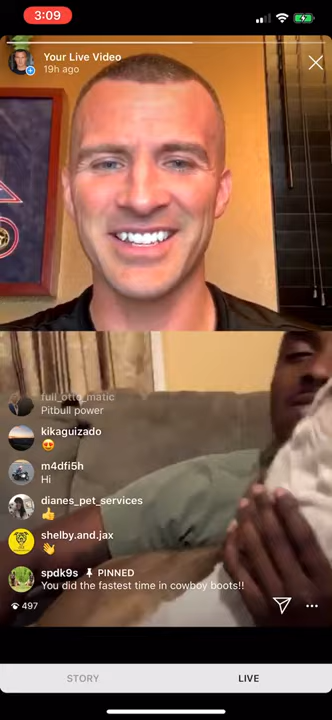 3:09
Your Live Video
19h ago
full_otto_matic
Pitbull power
kikaguizado
😍
m4dfi5h
Hi
dianes_pet_services
👍
shelby.and.jax
👋
spdk9s PINNED
You did the fastest time in cowboy boots!!
497
STORY LIVE